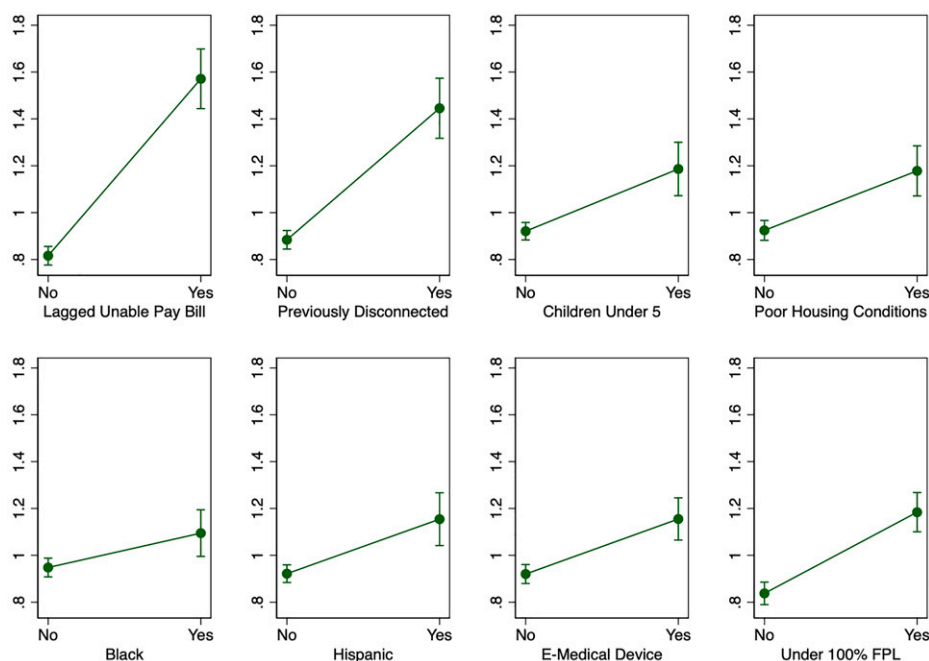 1.8 1.8 1.8 1.8
1.6 1.6 1.6 1.6
1.4 1.4 1.4 1.4
1.2 1.2 1.2 1.2
1 1 1 1
.8 .8 .8 .8
No Yes No Yes No Yes No Yes
Lagged Unable Pay Bill Previously Disconnected Children Under 5 Poor Housing Conditions
1.8 1.8 1.8 1.8
1.6 1.6 1.6 1.6
1.4 1.4 1.4 1.4
1.2 1.2 1.2 1.2
1 1 1 1
.8 .8 .8 .8
No Yes No Yes No Yes No Yes
Black Hispanic E-Medical Device Under 100% FPL